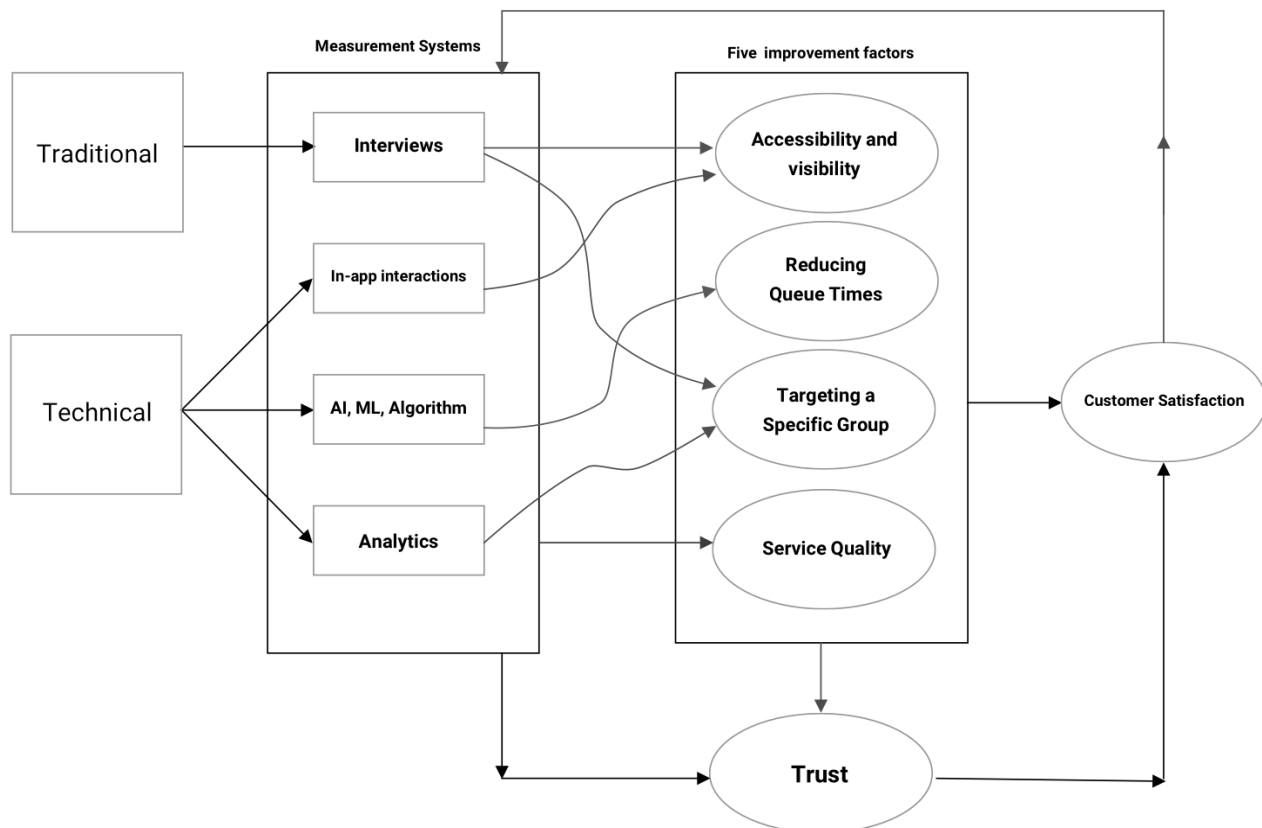 Measurement Systems
Five improvement factors
Traditional
Interviews
Accessibility and
visibility
In-app interactions
Reducing
Queue Times
Technical
AI, ML, Algorithm
Targeting a
Specific Group
Customer Satisfaction
Analytics
Service Quality
Trust